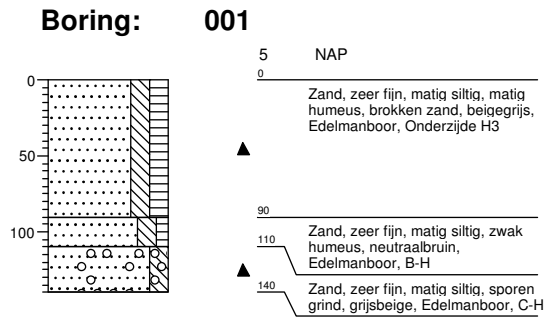 Boring: 001
5 NAP
0
0
Zand, zeer fijn, matig siltig, matig
humeus, brokken zand, beigegrijs,
Edelmanboor, Onderzijde H3
50
90
100
Zand, zeer fijn, matig siltig, zwak
humeus, neutraalbruin,
Edelmanboor, B-H
110
140
Zand, zeer fijn, matig siltig, sporen
grind, grijsbeige, Edelmanboor, C-H